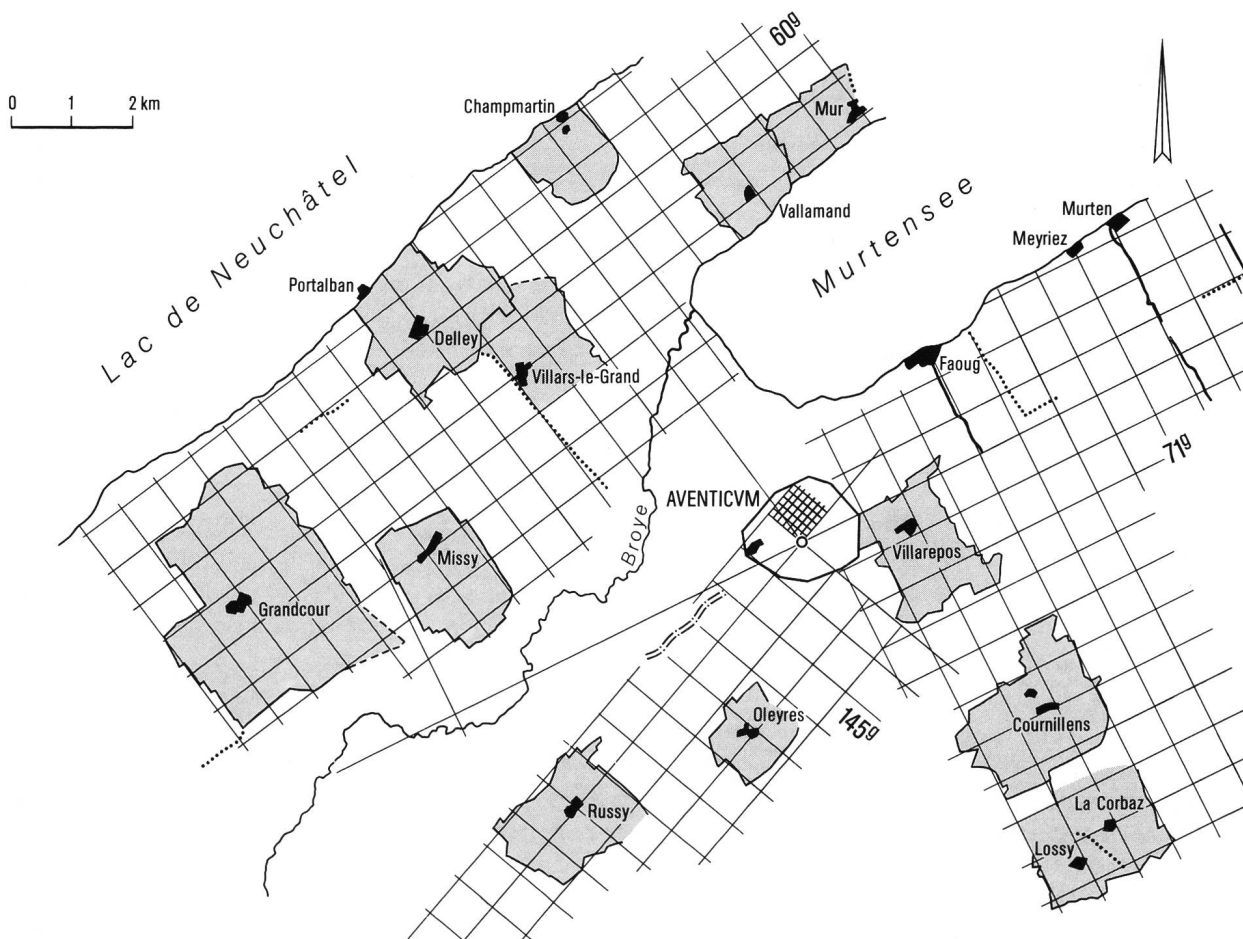 60g
0 1 2 km
Champmartin
Mur
Lac de Neuchâtel
Vallamand
Murten
Meyriez
Murtensee
Portalban
Delley
Faoug
Villars-le-Grand
71g
AVENTICVM
Broye
Villarepos
Missy
Grandcour
Oleyres
145g
Cournillens
Russy
La Corbaz
Lossy